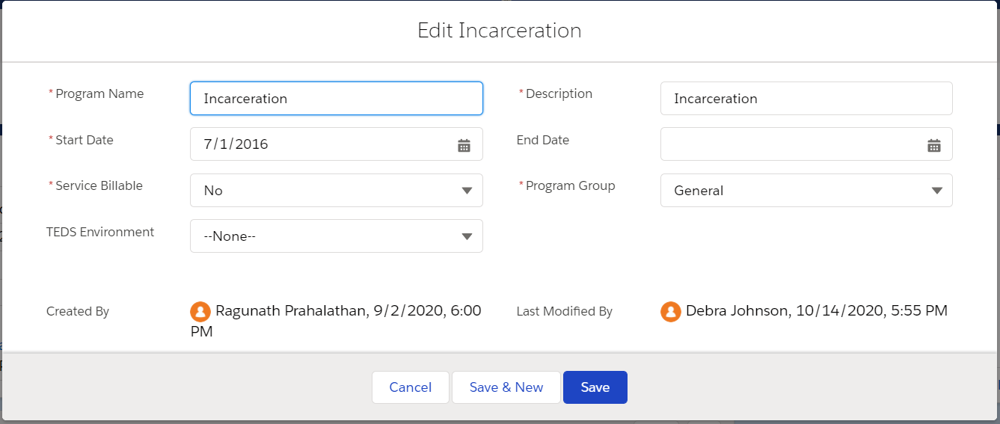 Edit Incarceration
*Program Name
Incarceration
*Description
Incarceration
*Start Date
7/1/2016
End Date
*Service Billable
No
*Program Group
General
TEDS Environment
--None--
Created By
Ragunath Prahalathan, 9/2/2020, 6:00
PM
Last Modified By
Debra Johnson, 10/14/2020, 5:55 PM
Cancel
Save & New
Save